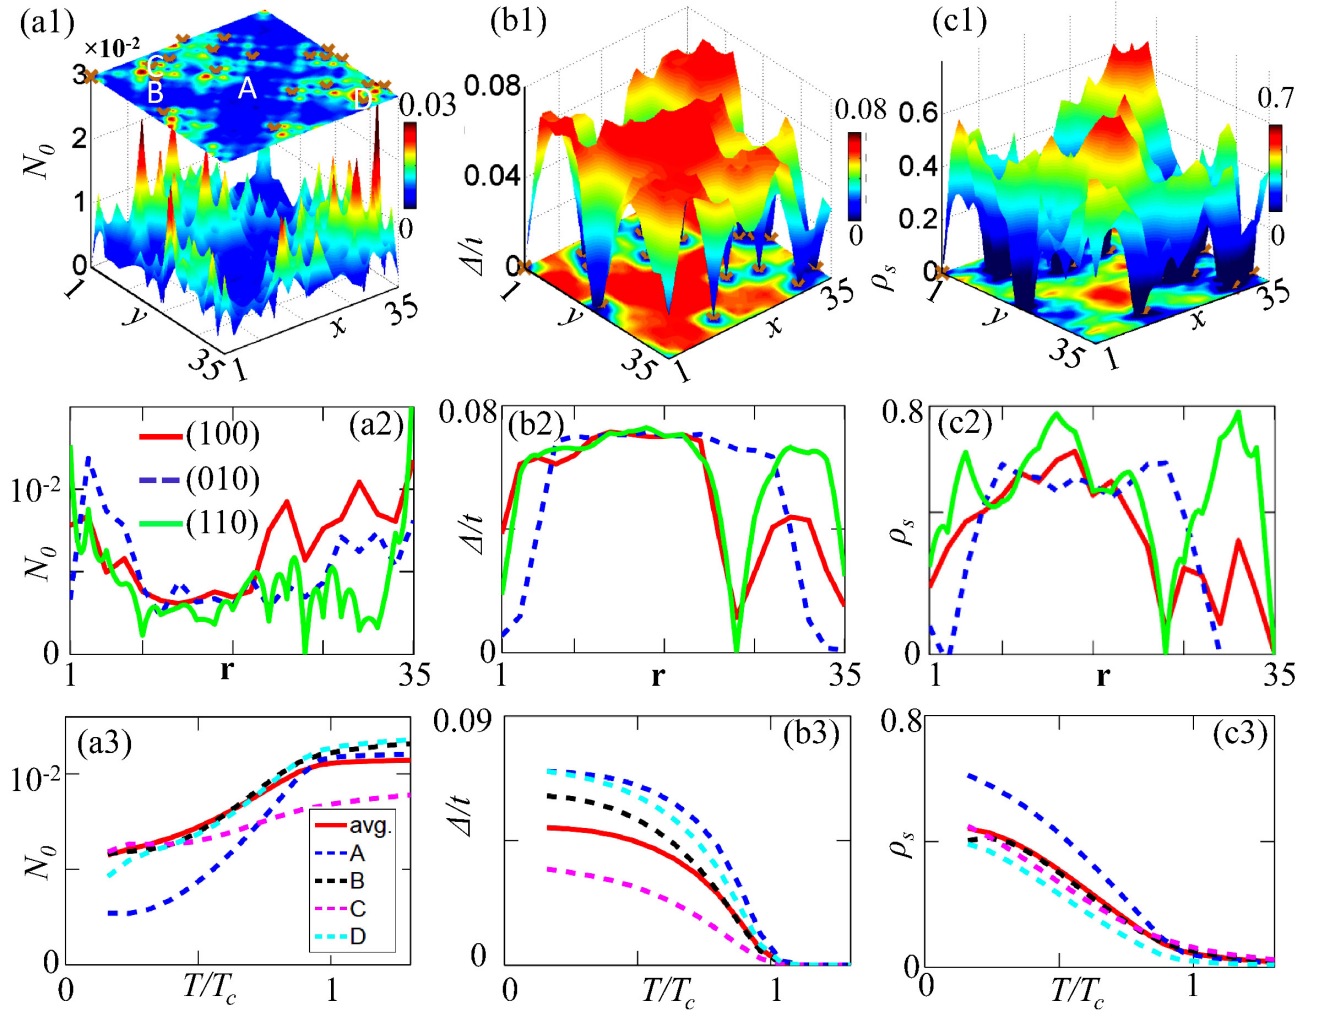 (a1)
×10⁻²
3
2
1
0
N₀
C
B
A
D
0.03
0
1
y
35
1
x
35
(b1)
0.08
0.04
0
Δ/t
0.08
0
1
y
35
1
x
35
(c1)
0.6
0.4
0.2
0
ρₛ
0.7
0
1
y
35
1
x
35
(a2)
(100)
(010)
(110)
10⁻²
N₀
0
1
r
35
(b2)
0.08
Δ/t
0
1
r
35
(c2)
0.8
ρₛ
0
1
r
35
(a3)
10⁻²
N₀
0
avg.
A
B
C
D
0
T/T_c
1
(b3)
0.09
Δ/t
0
0
T/T_c
1
(c3)
0.8
ρₛ
0
0
T/T_c
1